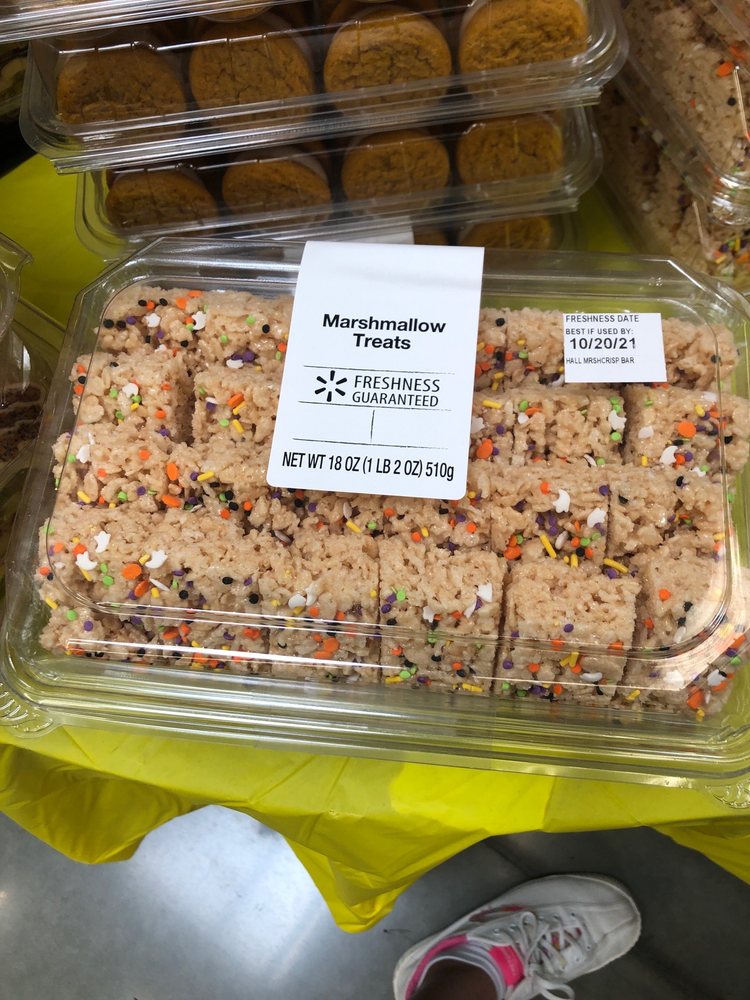 Marshmallow
Treats
FRESHNESS
GUARANTEED
NET WT 18 OZ (1 LB 2 OZ) 510g
FRESHNESS DATE
BEST IF USED BY:
10/20/21
HALL MRSHCRISP BAR